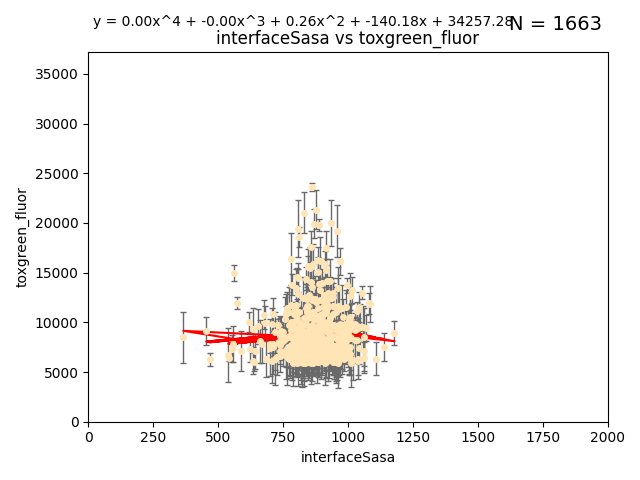 y = 0.00x^4 + -0.00x^3 + 0.26x^2 + -140.18x + 34257.28
N = 1663
interfaceSasa vs toxgreen_fluor
35000
30000
25000
20000
15000
10000
5000
0
toxgreen_fluor
0 250 500 750 1000 1250 1500 1750 2000
interfaceSasa